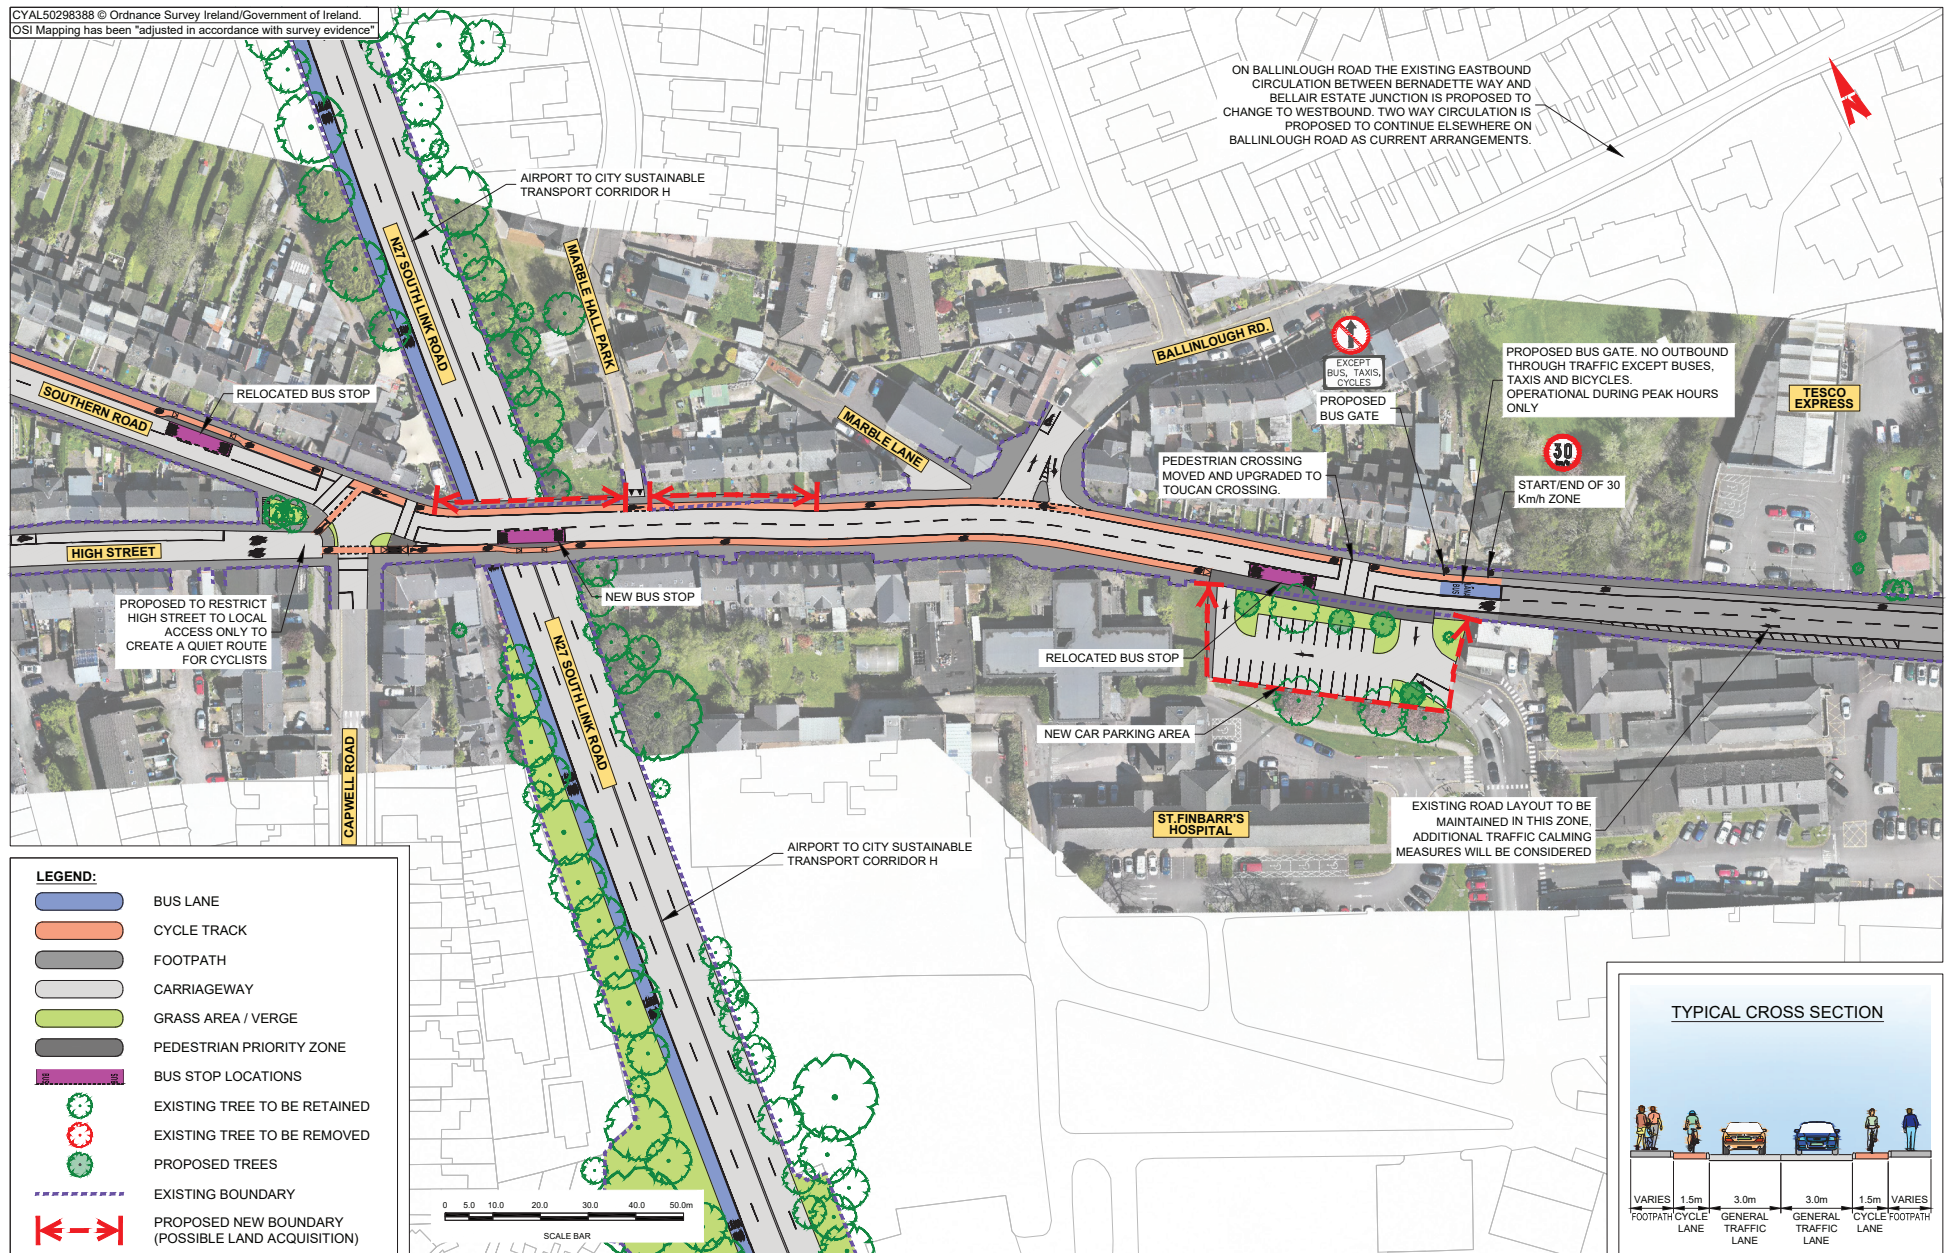 CYAL50298388 © Ordnance Survey Ireland/Government of Ireland.
OSI Mapping has been "adjusted in accordance with survey evidence"
ON BALLINLOUGH ROAD THE EXISTING EASTBOUND
CIRCULATION BETWEEN BERNADETTE WAY AND
BELLAIR ESTATE JUNCTION IS PROPOSED TO
CHANGE TO WESTBOUND. TWO WAY CIRCULATION IS
PROPOSED TO CONTINUE ELSEWHERE ON
BALLINLOUGH ROAD AS CURRENT ARRANGEMENTS.
N
AIRPORT TO CITY SUSTAINABLE
TRANSPORT CORRIDOR H
N27 SOUTH LINK ROAD
MARBLE HALL PARK
BALLINLOUGH RD.
EXCEPT
BUS, TAXIS,
CYCLES
PROPOSED
BUS GATE
PROPOSED BUS GATE. NO OUTBOUND
THROUGH TRAFFIC EXCEPT BUSES,
TAXIS AND BICYCLES.
OPERATIONAL DURING PEAK HOURS
ONLY
TESCO
EXPRESS
RELOCATED BUS STOP
SOUTHERN ROAD
MARBLE LANE
PEDESTRIAN CROSSING
MOVED AND UPGRADED TO
TOUCAN CROSSING.
30
km/h
START/END OF 30
Km/h ZONE
HIGH STREET
BUS
LANE
NEW BUS STOP
PROPOSED TO RESTRICT
HIGH STREET TO LOCAL
ACCESS ONLY TO
CREATE A QUIET ROUTE
FOR CYCLISTS
N27 SOUTH LINK ROAD
RELOCATED BUS STOP
NEW CAR PARKING AREA
CAPWELL ROAD
ST.FINBARR'S
HOSPITAL
EXISTING ROAD LAYOUT TO BE
MAINTAINED IN THIS ZONE,
ADDITIONAL TRAFFIC CALMING
MEASURES WILL BE CONSIDERED
AIRPORT TO CITY SUSTAINABLE
TRANSPORT CORRIDOR H
LEGEND:
BUS LANE
CYCLE TRACK
FOOTPATH
CARRIAGEWAY
GRASS AREA / VERGE
PEDESTRIAN PRIORITY ZONE
BUS BUS
BUS STOP LOCATIONS
EXISTING TREE TO BE RETAINED
EXISTING TREE TO BE REMOVED
PROPOSED TREES
EXISTING BOUNDARY
PROPOSED NEW BOUNDARY
(POSSIBLE LAND ACQUISITION)
0 5.0 10.0 20.0 30.0 40.0 50.0m
SCALE BAR
TYPICAL CROSS SECTION
VARIES 1.5m 3.0m 3.0m 1.5m VARIES
FOOTPATH CYCLE GENERAL GENERAL CYCLE FOOTPATH
LANE TRAFFIC TRAFFIC LANE
LANE LANE